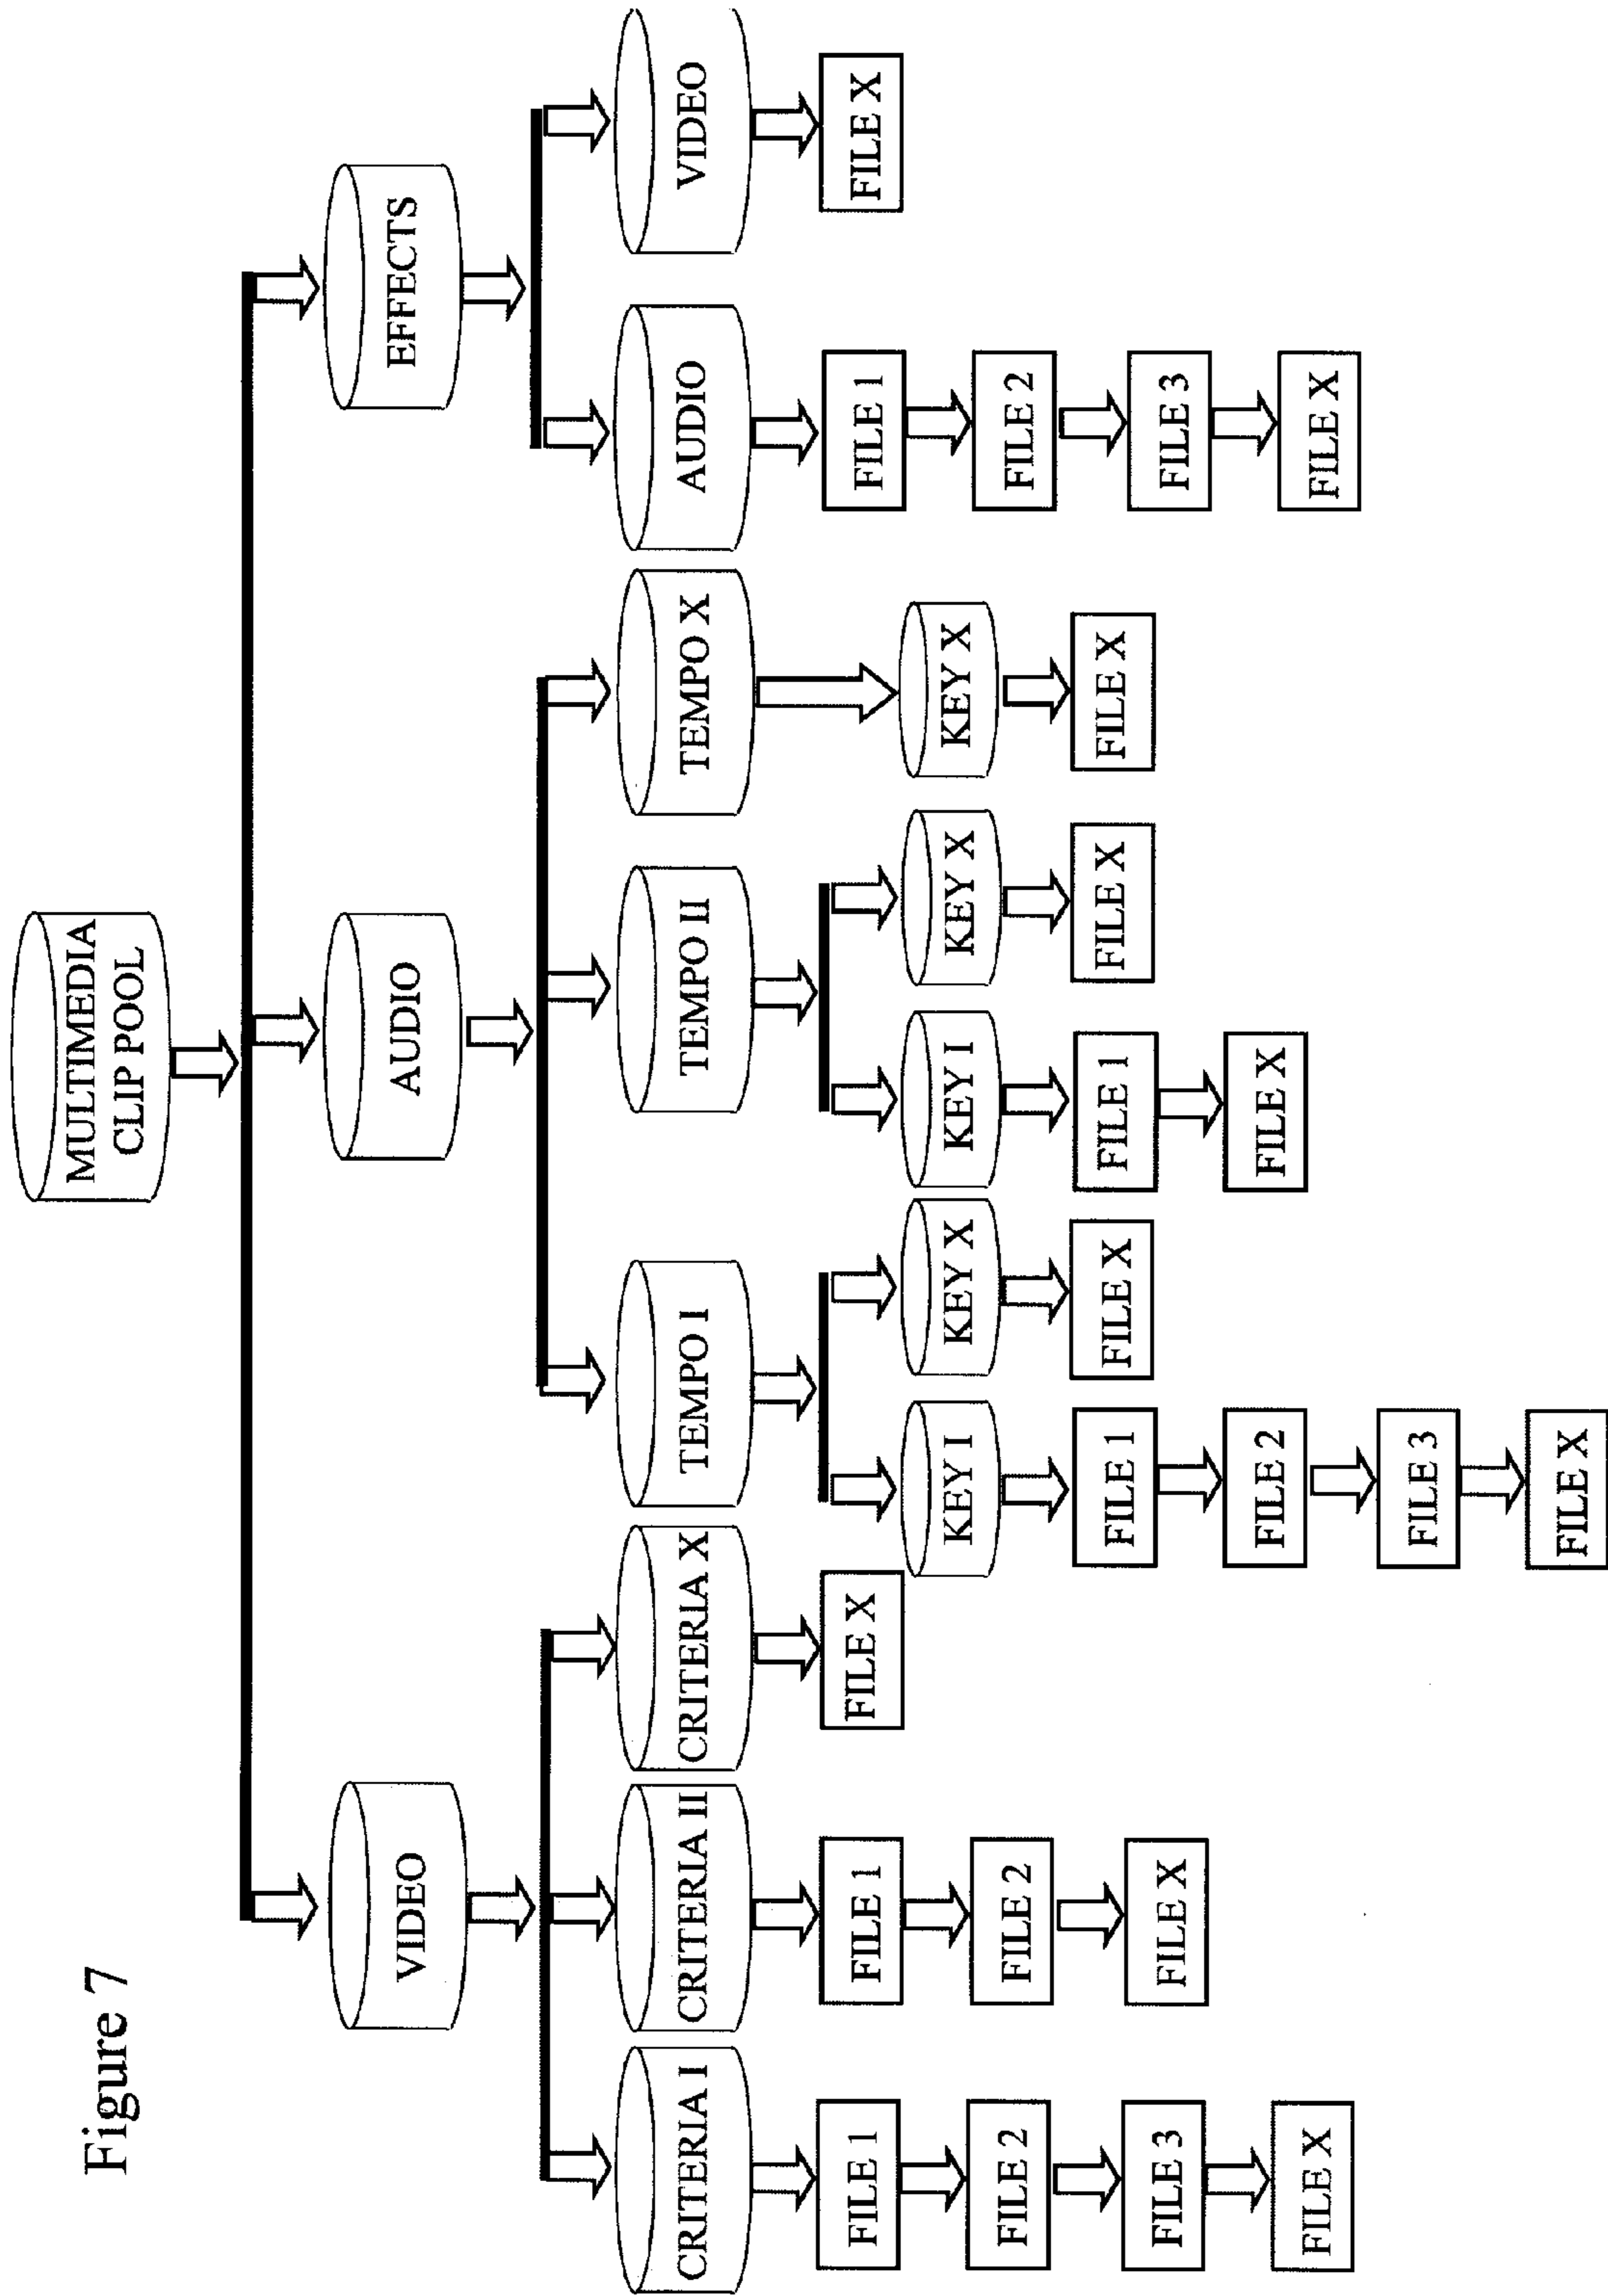 Figure 7
MULTIMEDIA
CLIP POOL
VIDEO
AUDIO
EFFECTS
CRITERIA I
CRITERIA II
CRITERIA X
TEMPO I
TEMPO II
TEMPO X
AUDIO
VIDEO
FILE 1
FILE 1
FILE X
FILE 1
FILE X
FILE 2
FILE 2
KEY I
KEY X
KEY I
KEY X
KEY X
FILE 2
FILE 3
FILE X
FILE 1
FILE X
FILE 1
FILE X
FILE X
FILE 3
FILE X
FILE 2
FILE X
FILE X
FILE 3
FILE X